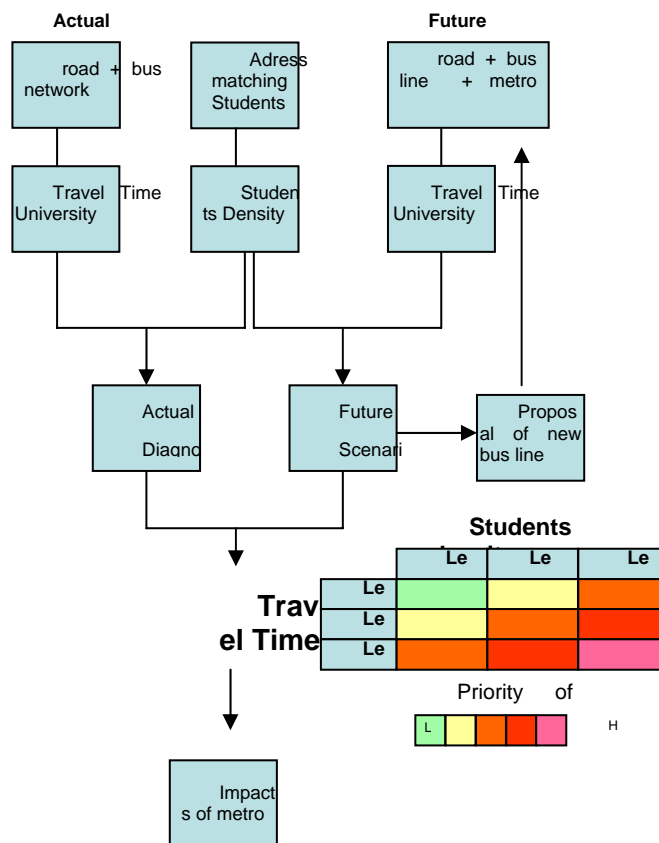 Actual
Future
road + bus
network
Adress
matching
Students
road + bus
line + metro
Travel Time
University
Studen
ts Density
Travel Time
University
Actual
Diagno
Future
Scenari
Propos
al of new
bus line
Students
Le Le Le
Trav
el Time
Le
Le
Le
Priority of
L H
Impact
s of metro